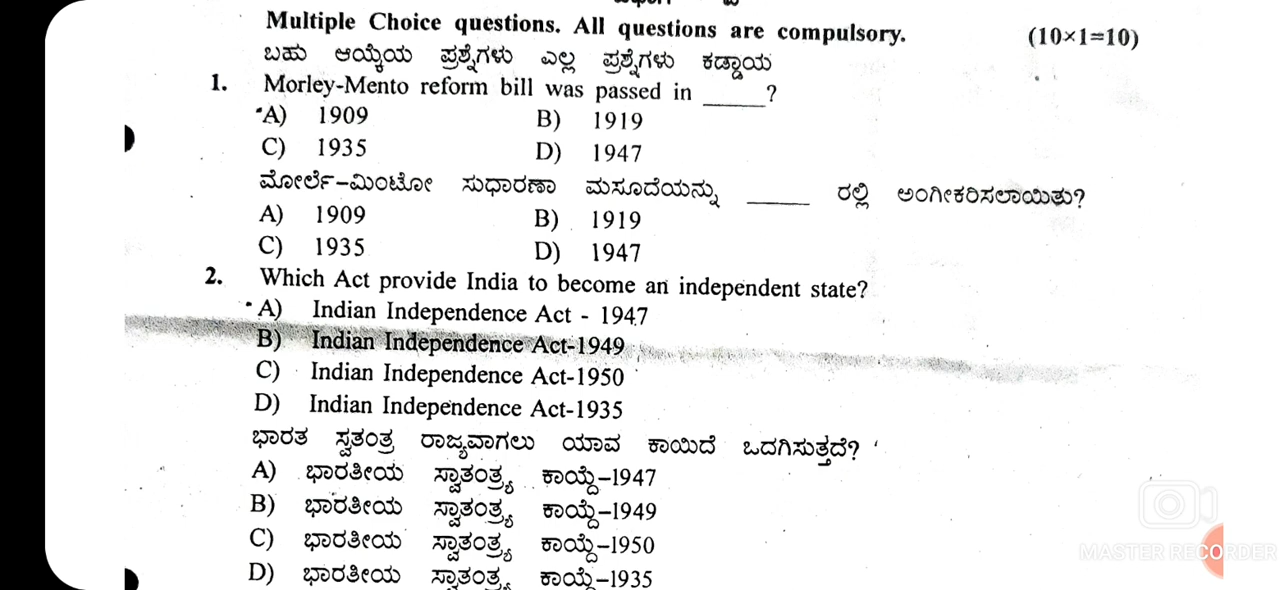 Multiple Choice questions. All questions are compulsory. (10×1=10)
ಬಹು ಆಯ್ಕೆಯ ಪ್ರಶ್ನೆಗಳು ಎಲ್ಲ ಪ್ರಶ್ನೆಗಳು ಕಡ್ಡಾಯ
1. Morley-Mento reform bill was passed in _____?
A) 1909 B) 1919
C) 1935 D) 1947
ಮೋರ್ಲೆ-ಮಿಂಟೋ ಸುಧಾರಣಾ ಮಸೂದೆಯನ್ನು _____ ರಲ್ಲಿ ಅಂಗೀಕರಿಸಲಾಯಿತು?
A) 1909 B) 1919
C) 1935 D) 1947
2. Which Act provide India to become an independent state?
A) Indian Independence Act - 1947
B) Indian Independence Act-1949
C) Indian Independence Act-1950
D) Indian Independence Act-1935
ಭಾರತ ಸ್ವತಂತ್ರ ರಾಜ್ಯವಾಗಲು ಯಾವ ಕಾಯಿದೆ ಒದಗಿಸುತ್ತದೆ?
A) ಭಾರತೀಯ ಸ್ವಾತಂತ್ರ್ಯ ಕಾಯ್ದೆ-1947
B) ಭಾರತೀಯ ಸ್ವಾತಂತ್ರ್ಯ ಕಾಯ್ದೆ-1949
C) ಭಾರತೀಯ ಸ್ವಾತಂತ್ರ್ಯ ಕಾಯ್ದೆ-1950
D) ಭಾರತೀಯ ಸ್ವಾತಂತ್ರ್ಯ ಕಾಯ್ದೆ-1935
MASTER RECORDER